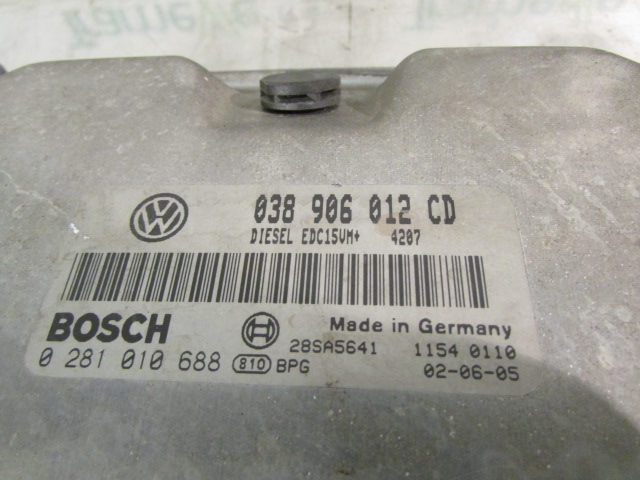 Trameye
038 906 012 CD
DIESEL EDC15VM+ 4207
BOSCH
Made in Germany
28SA5641 1154 0110
0 281 010 688 810 BPG
02-06-05